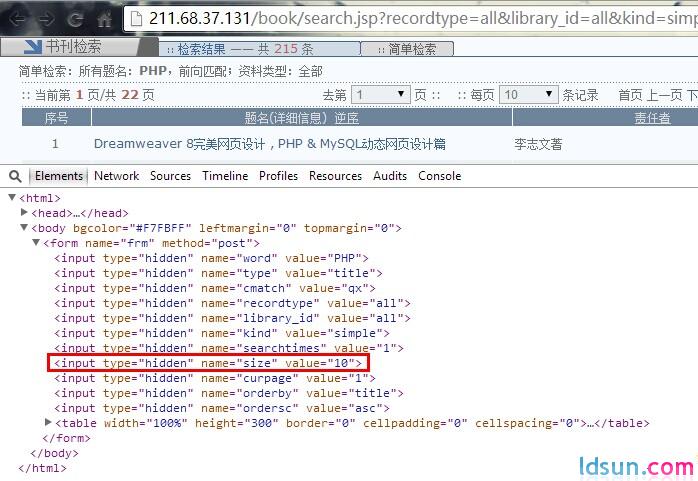 211.68.37.131/book/search.jsp?recordtype=all&library_id=all&kind=simp
书刊检索 :: 检索结果 —— 共 215 条 :: 简单检索
简单检索：所有题名：PHP，前向匹配；资料类型：全部
:: 当前第 1 页/共 22 页 去第 1 页 :: :: 每页 10 条记录 首页 上一页 下
序号 题名(详细信息) 逆序 责任者
1 Dreamweaver 8完美网页设计，PHP & MySQL动态网页设计篇 李志文著
Elements Network Sources Timeline Profiles Resources Audits Console
▼<html>
▶<head>…</head>
▼<body bgcolor="#F7FBFF" leftmargin="0" topmargin="0">
▼<form name="frm" method="post">
<input type="hidden" name="word" value="PHP">
<input type="hidden" name="type" value="title">
<input type="hidden" name="cmatch" value="qx">
<input type="hidden" name="recordtype" value="all">
<input type="hidden" name="library_id" value="all">
<input type="hidden" name="kind" value="simple">
<input type="hidden" name="searchtimes" value="1">
<input type="hidden" name="size" value="10">
<input type="hidden" name="curpage" value="1">
<input type="hidden" name="orderby" value="title">
<input type="hidden" name="ordersc" value="asc">
▶<table width="100%" height="300" border="0" cellpadding="0" cellspacing="0">…</table>
</form>
</body>
</html>
ldsun.com